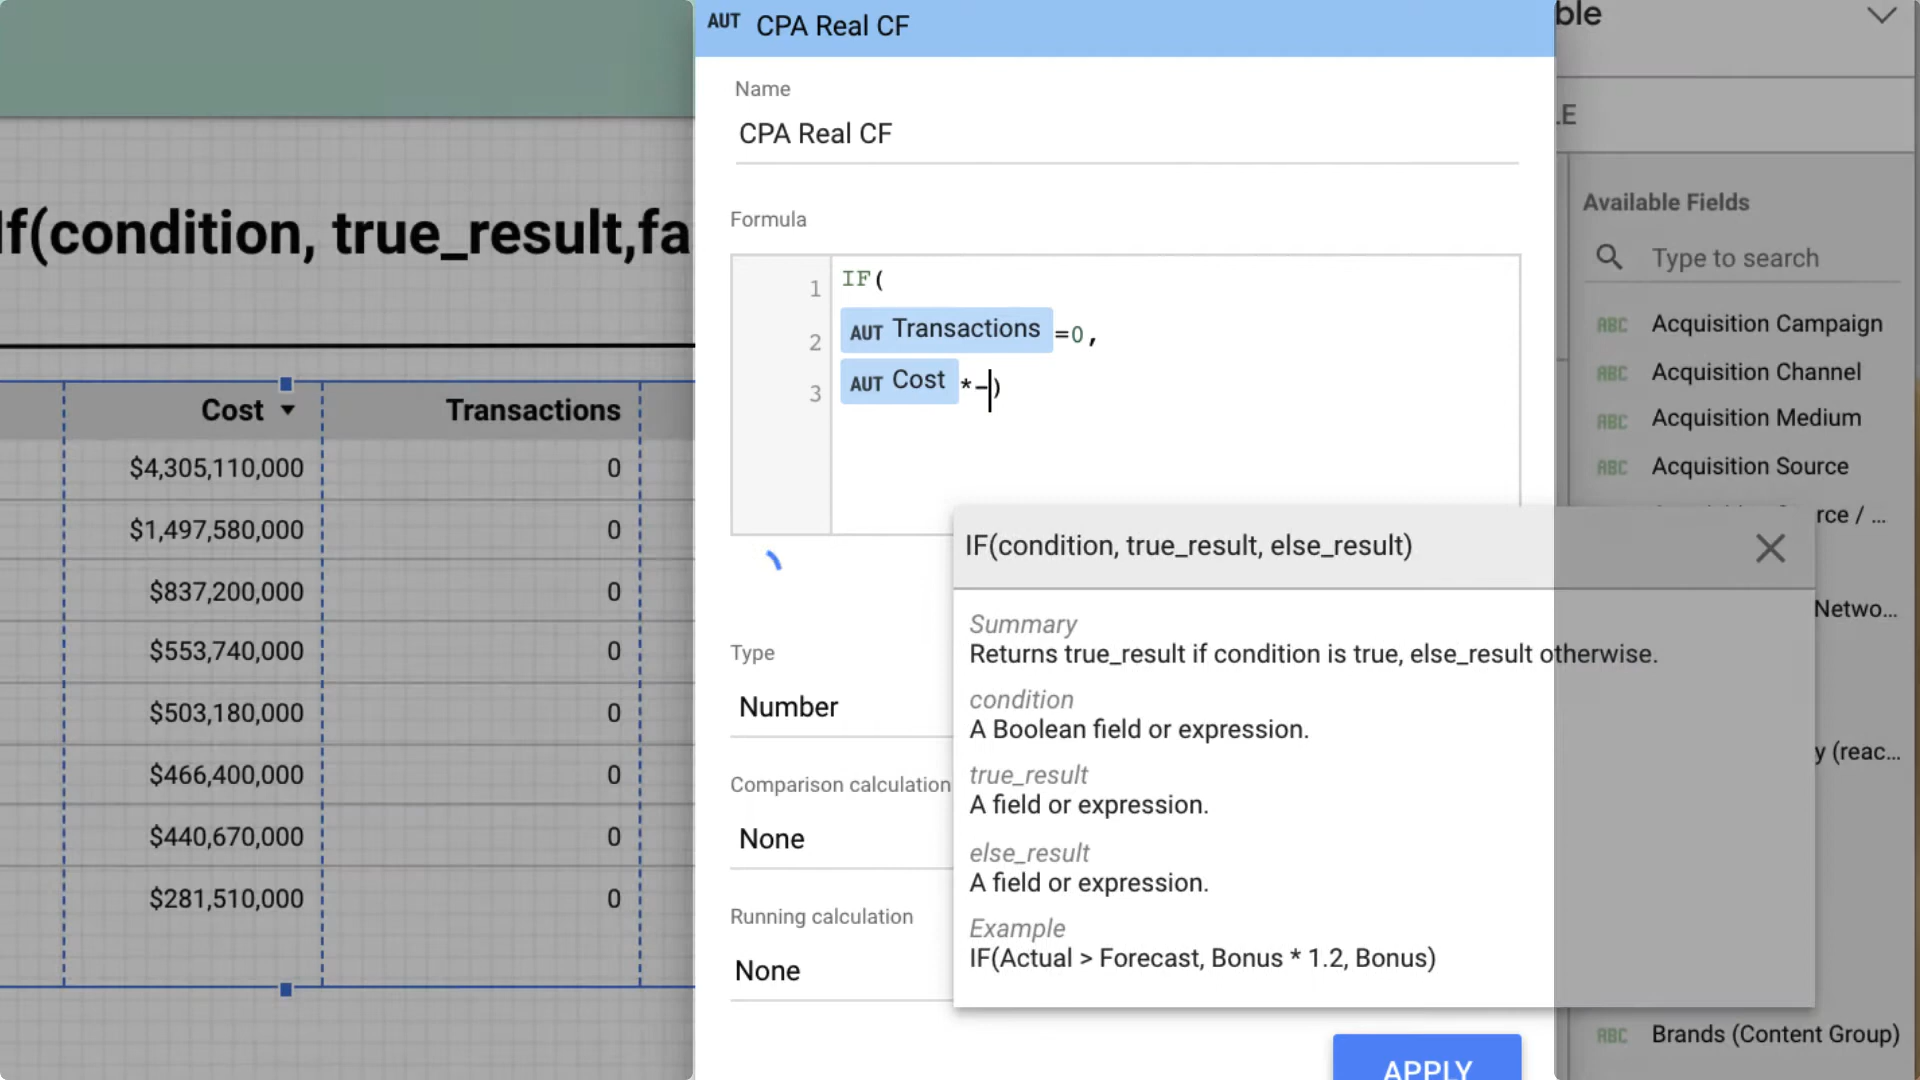 AUT CPA Real CF
ble
Name
CPA Real CF
LE
Formula
If(condition, true_result,fa
1 IF(
2 AUT Transactions =0,
3 AUT Cost *-)
Cost Transactions
$4,305,110,000 0
$1,497,580,000 0
$837,200,000 0
$553,740,000 0
$503,180,000 0
$466,400,000 0
$440,670,000 0
$281,510,000 0
IF(condition, true_result, else_result)
Summary
Returns true_result if condition is true, else_result otherwise.
condition
A Boolean field or expression.
true_result
A field or expression.
else_result
A field or expression.
Example
IF(Actual > Forecast, Bonus * 1.2, Bonus)
Type
Number
Comparison calculation
None
Running calculation
None
APPLY
Available Fields
Type to search
ABC Acquisition Campaign
ABC Acquisition Channel
ABC Acquisition Medium
ABC Acquisition Source
rce / ...
Netwo...
y (reac...
ABC Brands (Content Group)